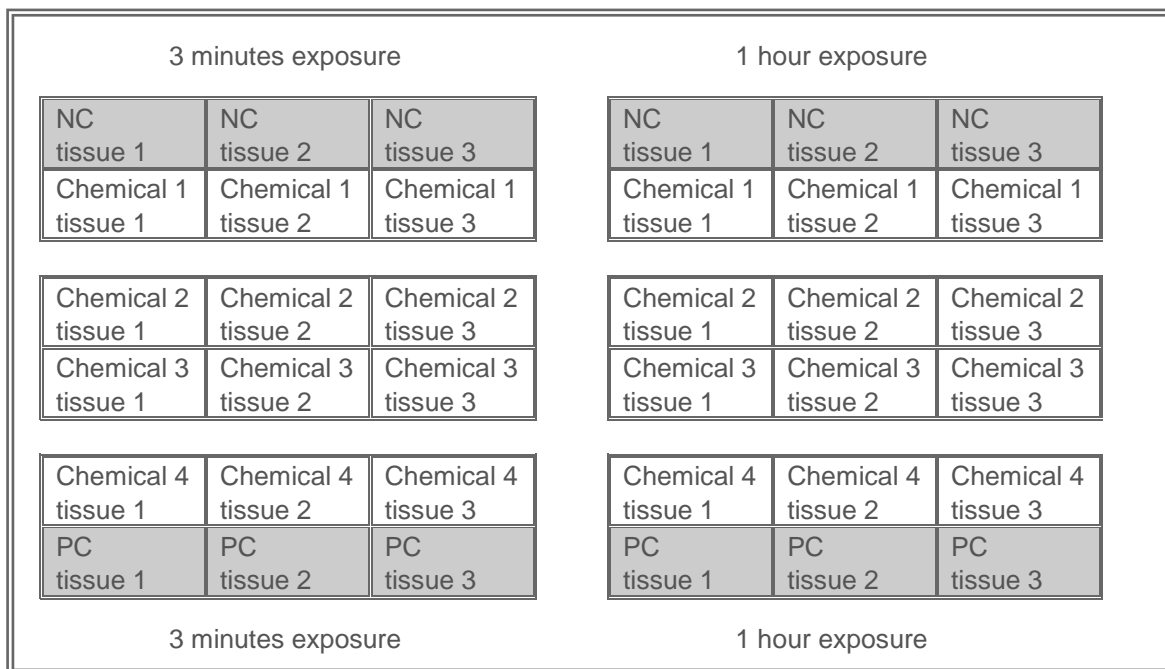 3 minutes exposure 1 hour exposure
NC NC NC NC NC NC
tissue 1 tissue 2 tissue 3 tissue 1 tissue 2 tissue 3
Chemical 1 Chemical 1 Chemical 1 Chemical 1 Chemical 1 Chemical 1
tissue 1 tissue 2 tissue 3 tissue 1 tissue 2 tissue 3
Chemical 2 Chemical 2 Chemical 2 Chemical 2 Chemical 2 Chemical 2
tissue 1 tissue 2 tissue 3 tissue 1 tissue 2 tissue 3
Chemical 3 Chemical 3 Chemical 3 Chemical 3 Chemical 3 Chemical 3
tissue 1 tissue 2 tissue 3 tissue 1 tissue 2 tissue 3
Chemical 4 Chemical 4 Chemical 4 Chemical 4 Chemical 4 Chemical 4
tissue 1 tissue 2 tissue 3 tissue 1 tissue 2 tissue 3
PC PC PC PC PC PC
tissue 1 tissue 2 tissue 3 tissue 1 tissue 2 tissue 3
3 minutes exposure 1 hour exposure